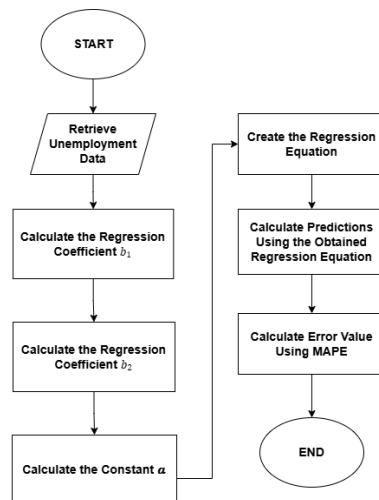 START
Retrieve
Unemployment
Data
Calculate the Regression
Coefficient b₁
Calculate the Regression
Coefficient b₂
Calculate the Constant a
Create the Regression
Equation
Calculate Predictions
Using the Obtained
Regression Equation
Calculate Error Value
Using MAPE
END